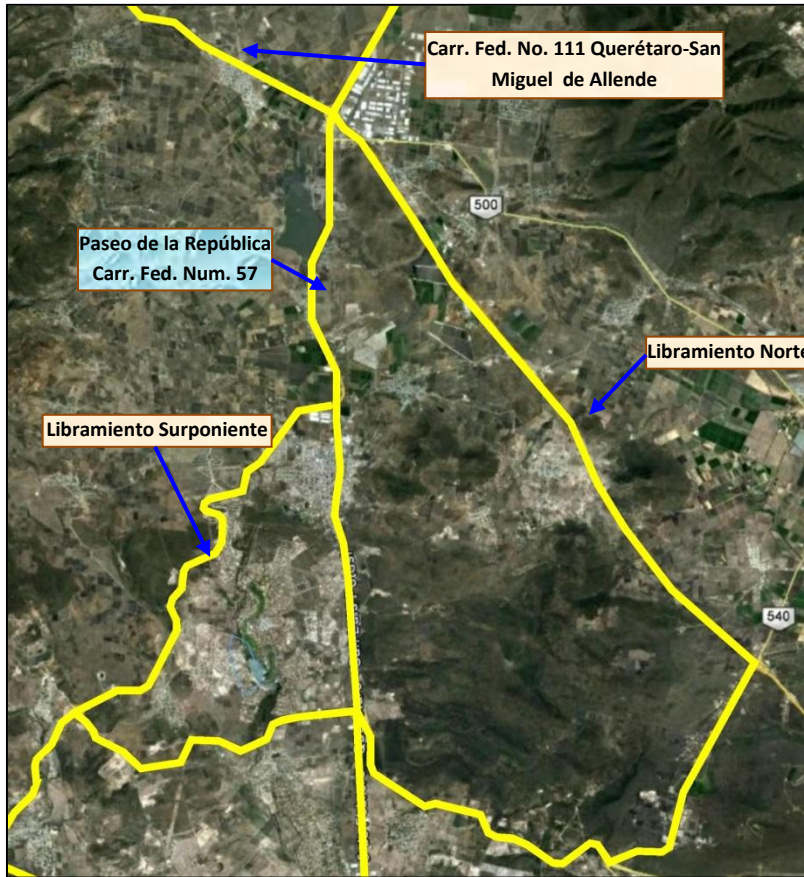 Carr. Fed. No. 111 Querétaro-San
Miguel de Allende
500
Paseo de la República
Carr. Fed. Num. 57
Libramiento Norte
Libramiento Surponiente
540